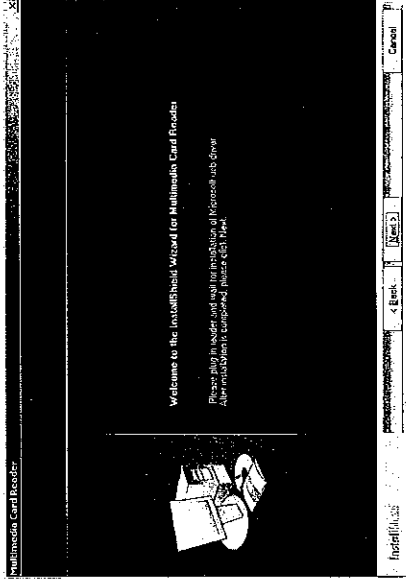 Multimedia Card Reader
Welcome to the InstallShield Wizard for Multimedia Card Reader
Please plug in reader and wait for installation of Microsoft usb driver
After installation is completed, please click Next.
InstallShield
< Back
Next >
Cancel